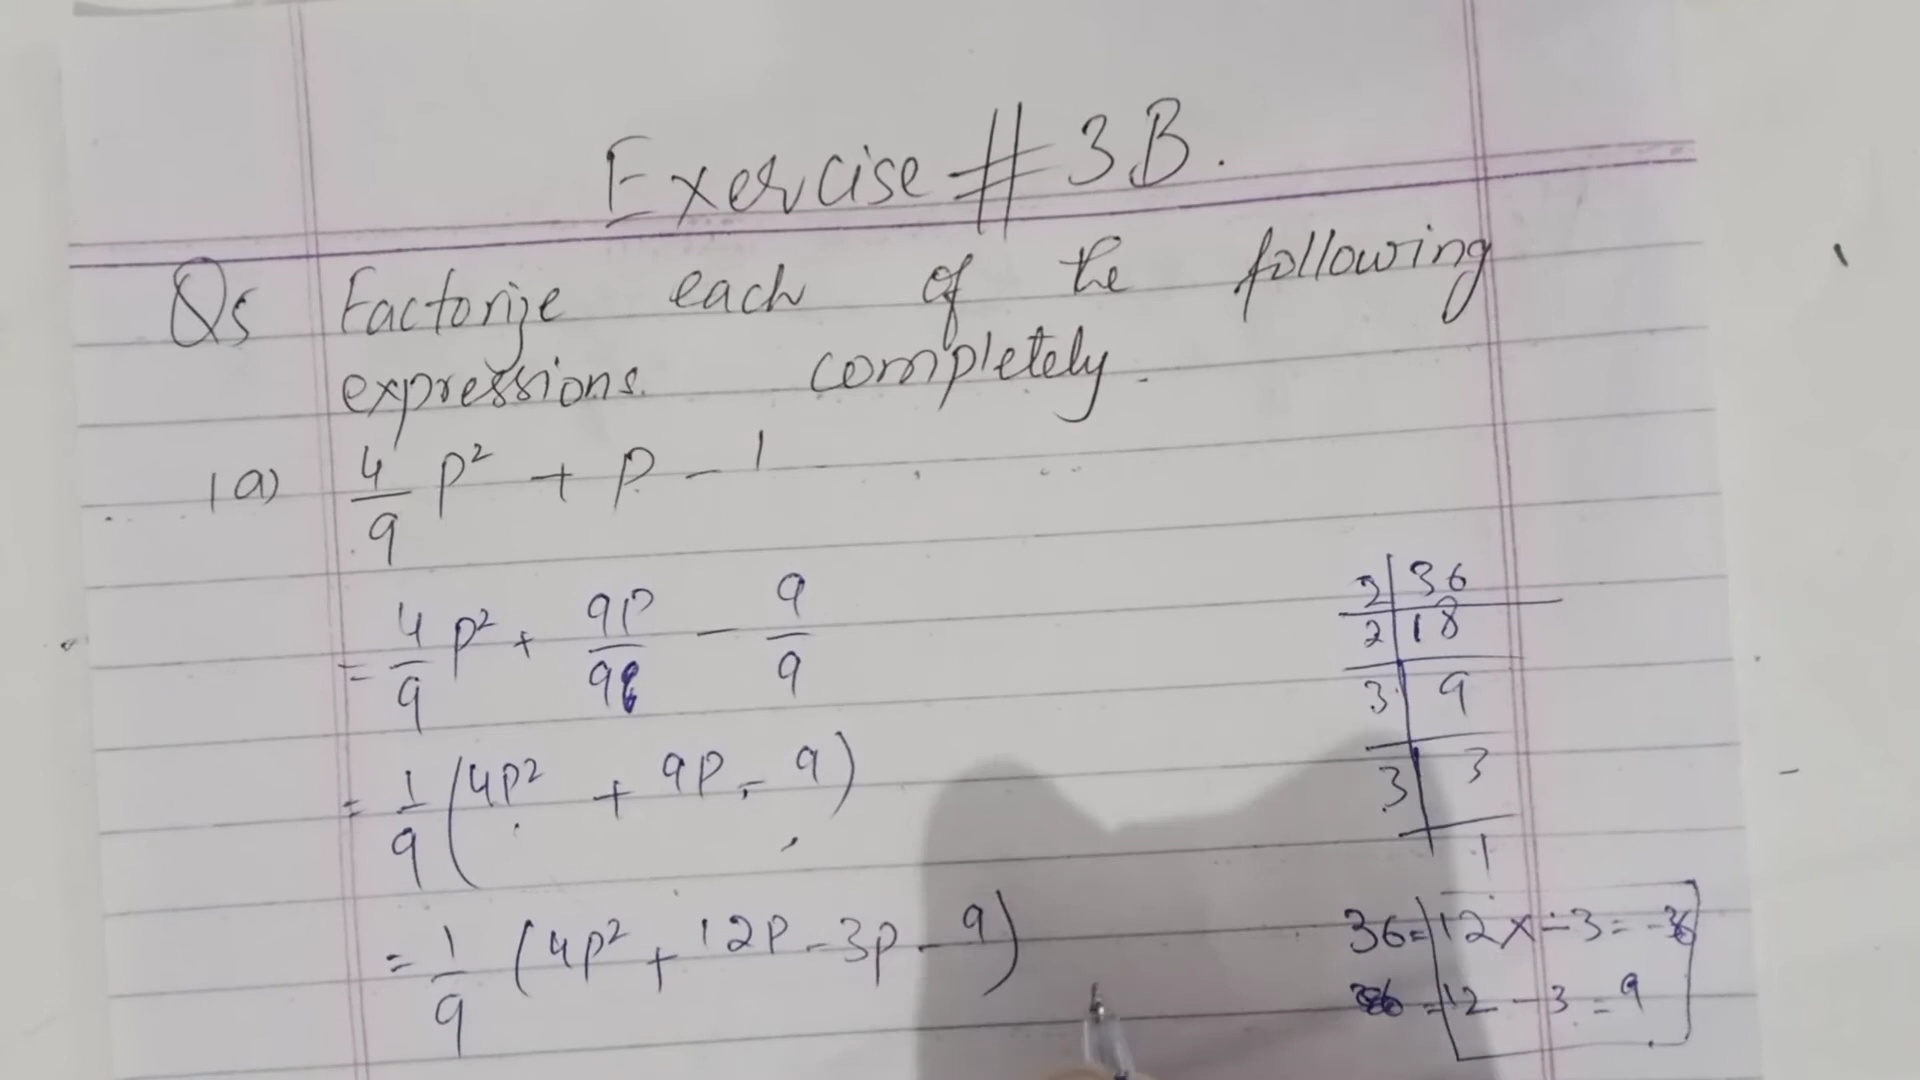 Exercise # 3B.
Q5 Factorize each of the following
expressions. completely.
(a) 4/9 p² + p - 1
= 4/9 p² + 9p/9 - 9/9
= 1/9 (4p² + 9p - 9)
= 1/9 (4p² + 12p - 3p - 9)
2 | 36
2 | 18
3 | 9
3 | 3
1
36 = 12 x -3 = -36
36 = 12 - 3 = 9